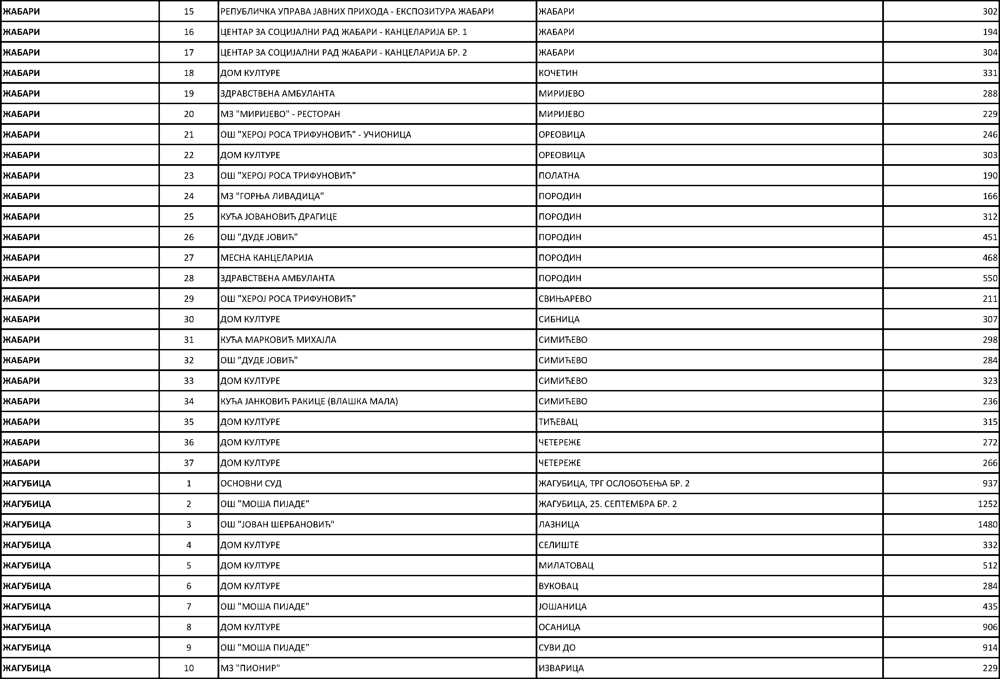 ЖАБАРИ 15 РЕПУБЛИЧКА УПРАВА ЈАВНИХ ПРИХОДА - ЕКСПОЗИТУРА ЖАБАРИ ЖАБАРИ 302
ЖАБАРИ 16 ЦЕНТАР ЗА СОЦИЈАЛНИ РАД ЖАБАРИ - КАНЦЕЛАРИЈА БР. 1 ЖАБАРИ 194
ЖАБАРИ 17 ЦЕНТАР ЗА СОЦИЈАЛНИ РАД ЖАБАРИ - КАНЦЕЛАРИЈА БР. 2 ЖАБАРИ 304
ЖАБАРИ 18 ДОМ КУЛТУРЕ КОЧЕТИН 331
ЖАБАРИ 19 ЗДРАВСТВЕНА АМБУЛАНТА МИРИЈЕВО 288
ЖАБАРИ 20 МЗ "МИРИЈЕВО" - РЕСТОРАН МИРИЈЕВО 229
ЖАБАРИ 21 ОШ "ХЕРОЈ РОСА ТРИФУНОВИЋ" - УЧИОНИЦА ОРЕОВИЦА 246
ЖАБАРИ 22 ДОМ КУЛТУРЕ ОРЕОВИЦА 303
ЖАБАРИ 23 ОШ "ХЕРОЈ РОСА ТРИФУНОВИЋ" ПОЛАТНА 190
ЖАБАРИ 24 МЗ "ГОРЊА ЛИВАДИЦА" ПОРОДИН 166
ЖАБАРИ 25 КУЋА ЈОВАНОВИЋ ДРАГИЦЕ ПОРОДИН 312
ЖАБАРИ 26 ОШ "ДУДЕ ЈОВИЋ" ПОРОДИН 451
ЖАБАРИ 27 МЕСНА КАНЦЕЛАРИЈА ПОРОДИН 468
ЖАБАРИ 28 ЗДРАВСТВЕНА АМБУЛАНТА ПОРОДИН 550
ЖАБАРИ 29 ОШ "ХЕРОЈ РОСА ТРИФУНОВИЋ" СВИЊАРЕВО 211
ЖАБАРИ 30 ДОМ КУЛТУРЕ СИБНИЦА 307
ЖАБАРИ 31 КУЋА МАРКОВИЋ МИХАЈЛА СИМИЋЕВО 298
ЖАБАРИ 32 ОШ "ДУДЕ ЈОВИЋ" СИМИЋЕВО 284
ЖАБАРИ 33 ДОМ КУЛТУРЕ СИМИЋЕВО 323
ЖАБАРИ 34 КУЋА ЈАНКОВИЋ РАКИЦЕ (ВЛАШКА МАЛА) СИМИЋЕВО 236
ЖАБАРИ 35 ДОМ КУЛТУРЕ ТИЋЕВАЦ 315
ЖАБАРИ 36 ДОМ КУЛТУРЕ ЧЕТЕРЕЖЕ 272
ЖАБАРИ 37 ДОМ КУЛТУРЕ ЧЕТЕРЕЖЕ 266
ЖАГУБИЦА 1 ОСНОВНИ СУД ЖАГУБИЦА, ТРГ ОСЛОБОЂЕЊА БР. 2 937
ЖАГУБИЦА 2 ОШ "МОША ПИЈАДЕ" ЖАГУБИЦА, 25. СЕПТЕМБРА БР. 2 1252
ЖАГУБИЦА 3 ОШ "ЈОВАН ШЕРБАНОВИЋ" ЛАЗНИЦА 1480
ЖАГУБИЦА 4 ДОМ КУЛТУРЕ СЕЛИШТЕ 332
ЖАГУБИЦА 5 ДОМ КУЛТУРЕ МИЛАТОВАЦ 512
ЖАГУБИЦА 6 ДОМ КУЛТУРЕ ВУКОВАЦ 284
ЖАГУБИЦА 7 ОШ "МОША ПИЈАДЕ" ЈОШАНИЦА 435
ЖАГУБИЦА 8 ДОМ КУЛТУРЕ ОСАНИЦА 906
ЖАГУБИЦА 9 ОШ "МОША ПИЈАДЕ" СУВИ ДО 914
ЖАГУБИЦА 10 МЗ "ПИОНИР" ИЗВАРИЦА 229